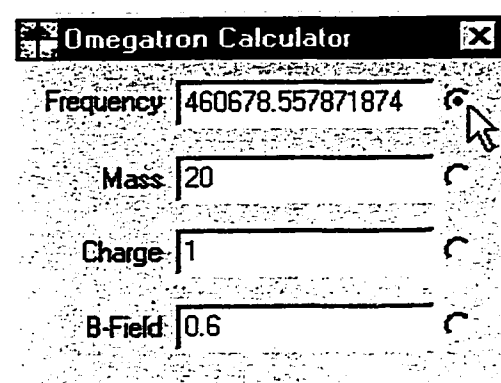 Omegatron Calculator
Frequency 460678.557871874
Mass 20
Charge 1
B-Field 0.6